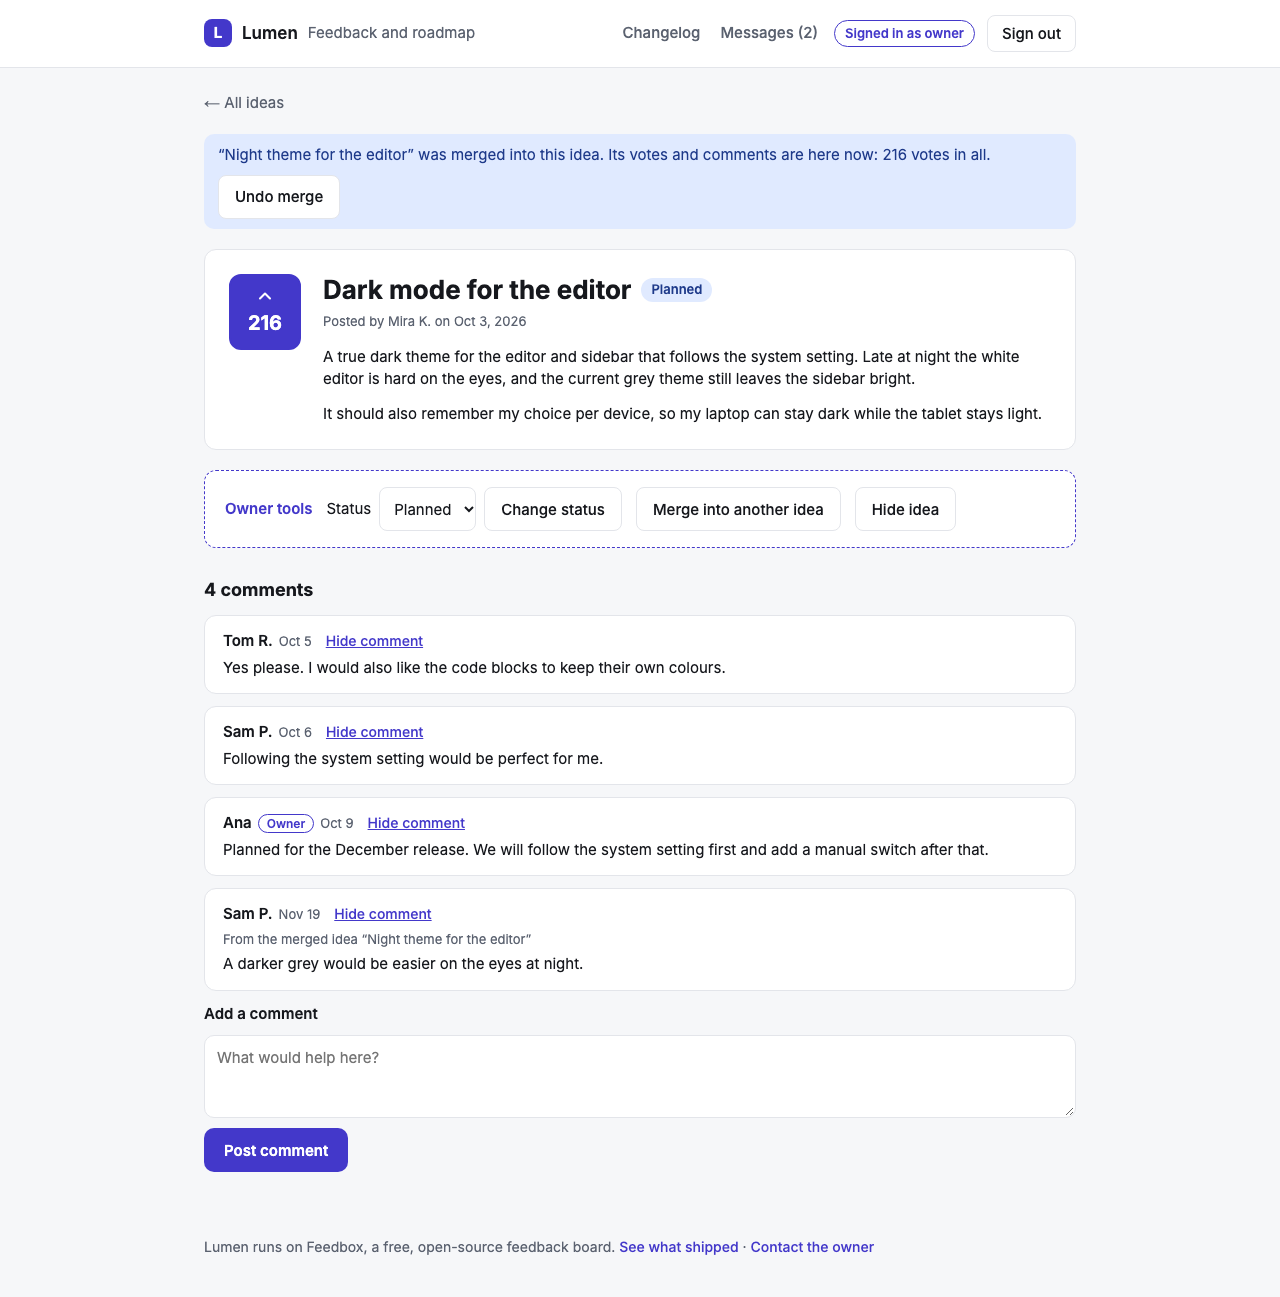 L Lumen Feedback and roadmap Changelog Messages (2) Signed in as owner Sign out
← All ideas
“Night theme for the editor” was merged into this idea. Its votes and comments are here now: 216 votes in all.
Undo merge
216
Dark mode for the editor Planned
Posted by Mira K. on Oct 3, 2026
A true dark theme for the editor and sidebar that follows the system setting. Late at night the white
editor is hard on the eyes, and the current grey theme still leaves the sidebar bright.
It should also remember my choice per device, so my laptop can stay dark while the tablet stays light.
Owner tools Status Planned Change status Merge into another idea Hide idea
4 comments
Tom R. Oct 5 Hide comment
Yes please. I would also like the code blocks to keep their own colours.
Sam P. Oct 6 Hide comment
Following the system setting would be perfect for me.
Ana Owner Oct 9 Hide comment
Planned for the December release. We will follow the system setting first and add a manual switch after that.
Sam P. Nov 19 Hide comment
From the merged idea “Night theme for the editor”
A darker grey would be easier on the eyes at night.
Add a comment
What would help here?
Post comment
Lumen runs on Feedbox, a free, open-source feedback board. See what shipped · Contact the owner